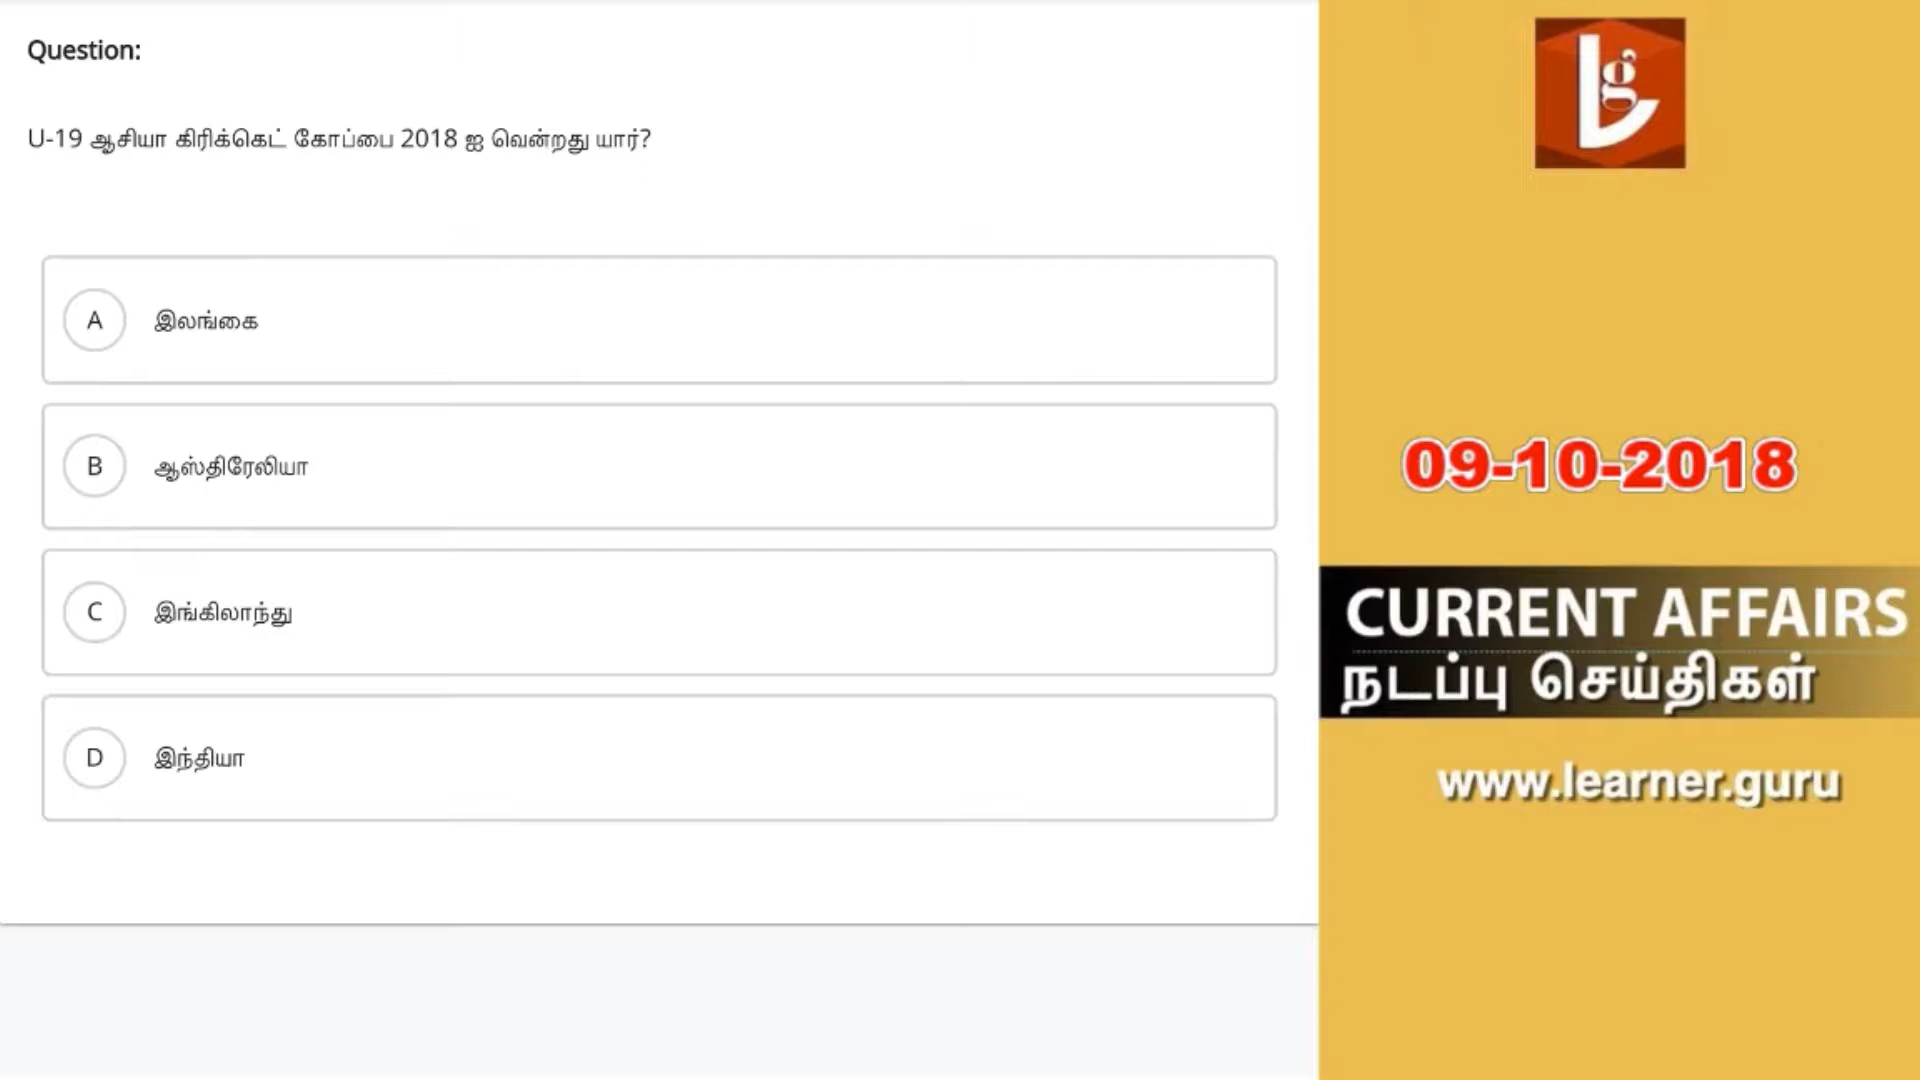 Question:
U-19 ஆசியா கிரிக்கெட் கோப்பை 2018 ஐ வென்றது யார்?
A இலங்கை
B ஆஸ்திரேலியா
C இங்கிலாந்து
D இந்தியா
Lg
09-10-2018
CURRENT AFFAIRS
நடப்பு செய்திகள்
www.learner.guru